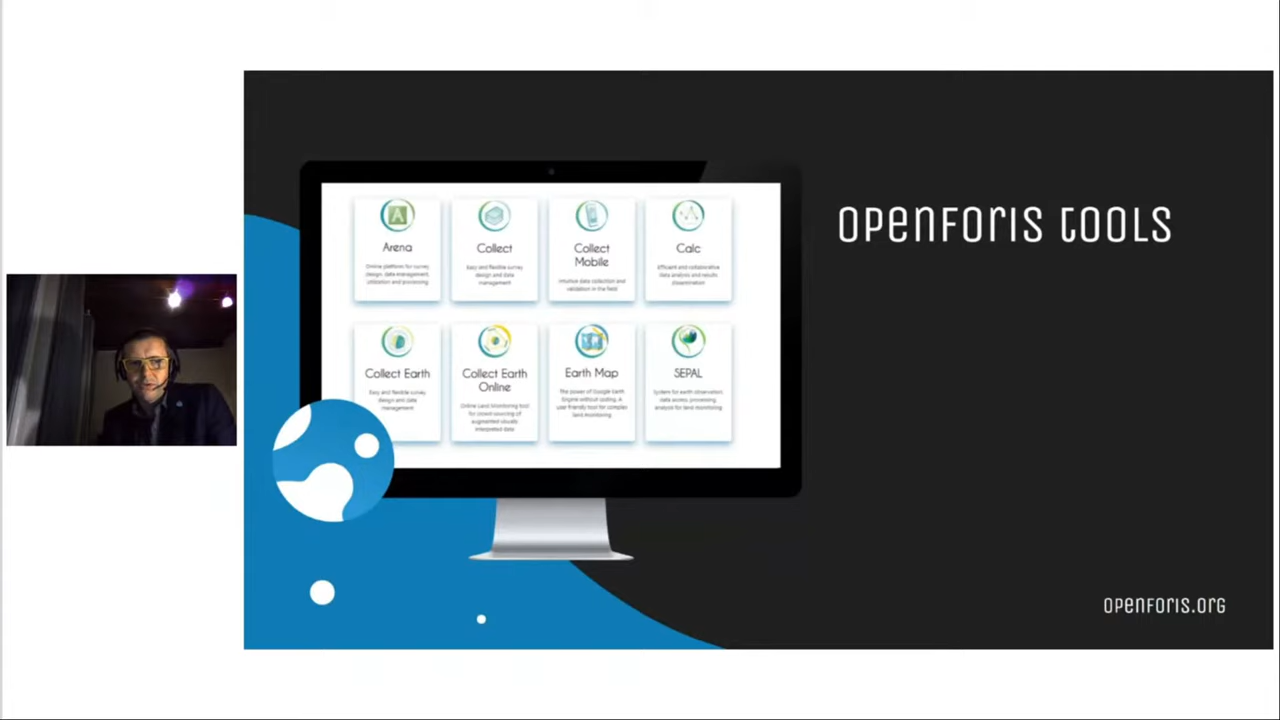 OPENFORIS TOOLS
A
Arena
Online platform for survey
design, data management,
utilization and provisioning
Collect
Easy and flexible survey
design and data
management
Collect
Mobile
Intuitive data collection and
validation in the field
Calc
Efficient and collaborative
data analysis and results
dissemination
Collect Earth
Easy and flexible survey
design and data
management
Collect Earth
Online
Online Land Monitoring tool
for crowd-sourcing of
augmented visually
interpreted data
Earth Map
The power of Google Earth
Engine without coding. A
user friendly tool for complex
land monitoring
SEPAL
System for earth observation,
data access, processing
analysis for land monitoring
OPENFORIS.ORG